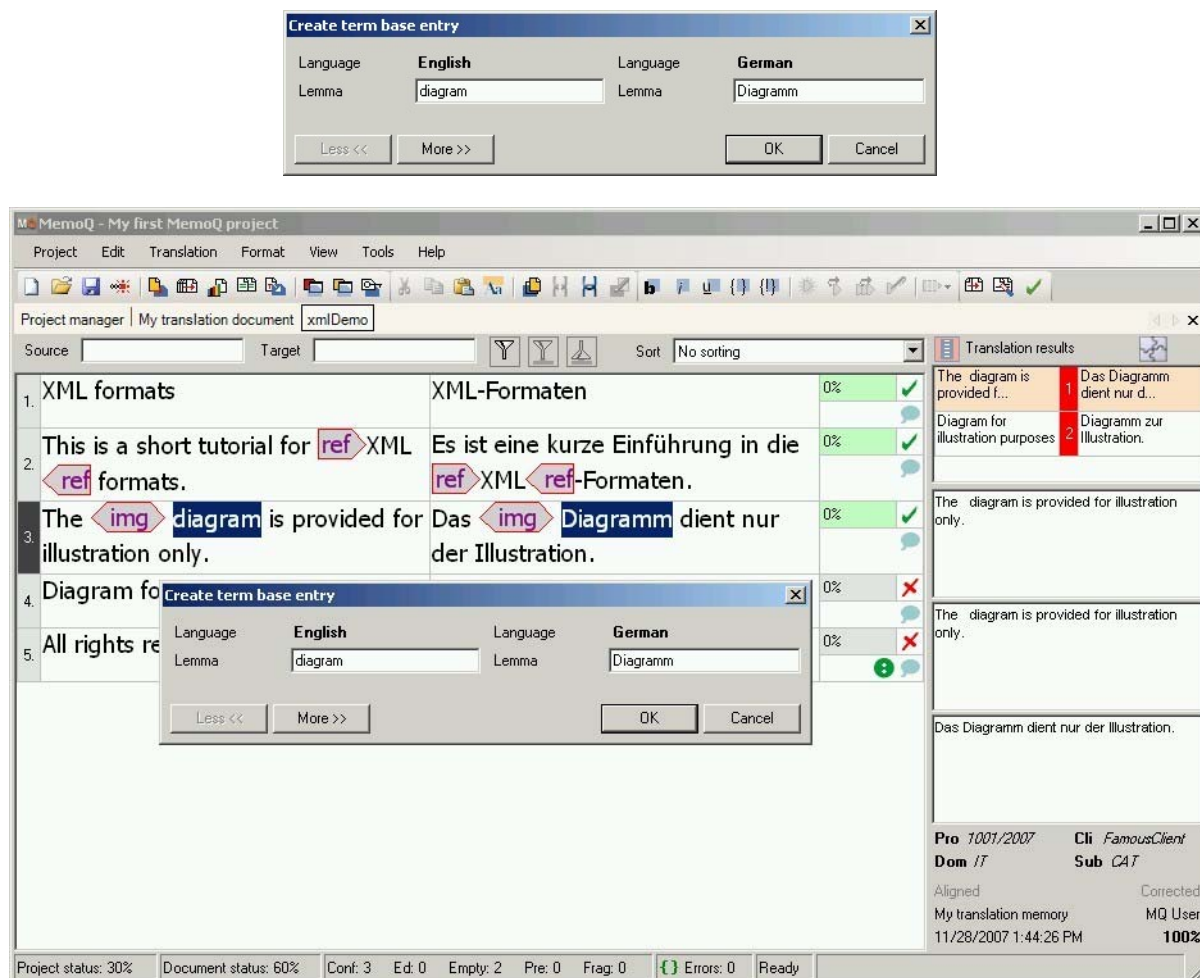 Create term base entry
Language English Language German
Lemma diagram Lemma Diagramm
Less << More >> OK Cancel
MemoQ - My first MemoQ project
Project Edit Translation Format View Tools Help
Project manager My translation document xmlDemo
Source Target Sort No sorting
Translation results
1. XML formats XML-Formaten 0%
2. This is a short tutorial for ref XML Es ist eine kurze Einführung in die 0%
ref formats. ref XML ref -Formaten.
3. The img diagram is provided for Das img Diagramm dient nur 0%
illustration only. der Illustration.
4. Diagram fo 0%
5. All rights re 0%
Create term base entry
Language English Language German
Lemma diagram Lemma Diagramm
Less << More >> OK Cancel
The diagram is 1 Das Diagramm
provided f... dient nur d...
Diagram for 2 Diagramm zur
illustration purposes Illustration.
The diagram is provided for illustration
only.
The diagram is provided for illustration
only.
Das Diagramm dient nur der Illustration.
Pro 1001/2007 Cli FamousClient
Dom IT Sub CAT
Aligned Corrected
My translation memory MQ User
11/28/2007 1:44:26 PM 100%
Project status: 30% Document status: 60% Conf: 3 Ed: 0 Empty: 2 Pre: 0 Frag: 0 {} Errors: 0 Ready